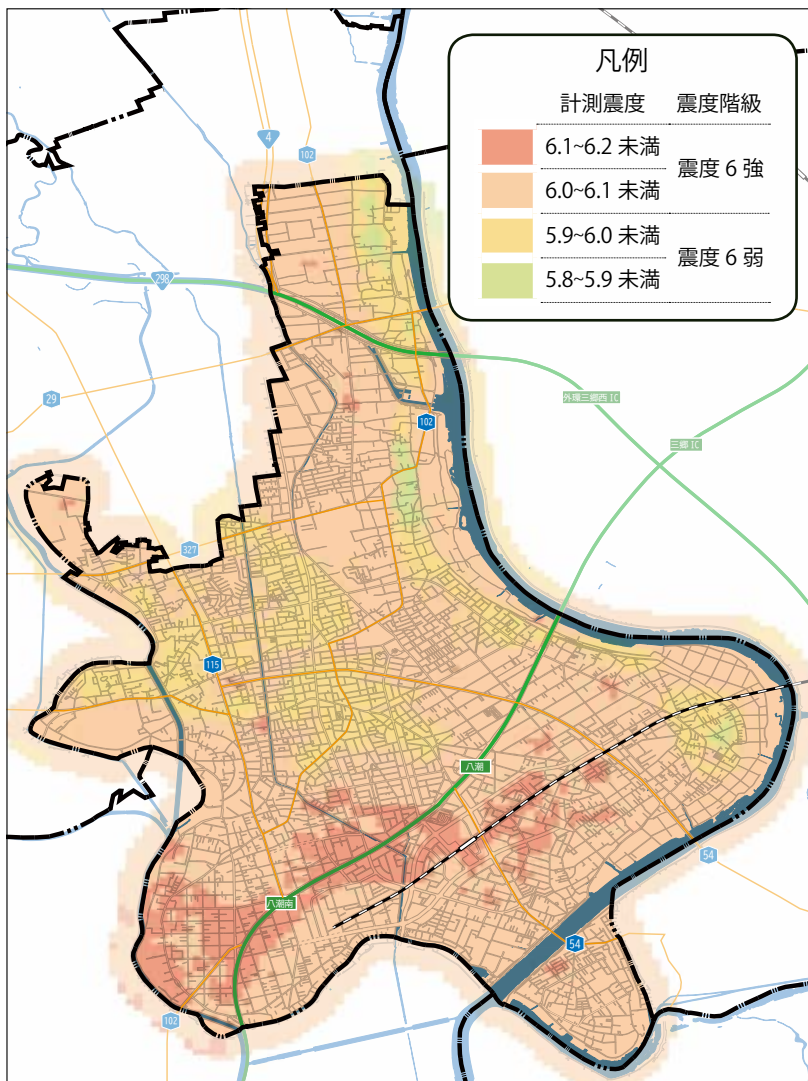 凡例
計測震度 震度階級
6.1~6.2 未満
震度 6 強
6.0~6.1 未満
5.9~6.0 未満
震度 6 弱
5.8~5.9 未満
4
102
298
29
外環三郷西 IC
102
三郷 IC
327
115
八潮
54
八潮南
54
102